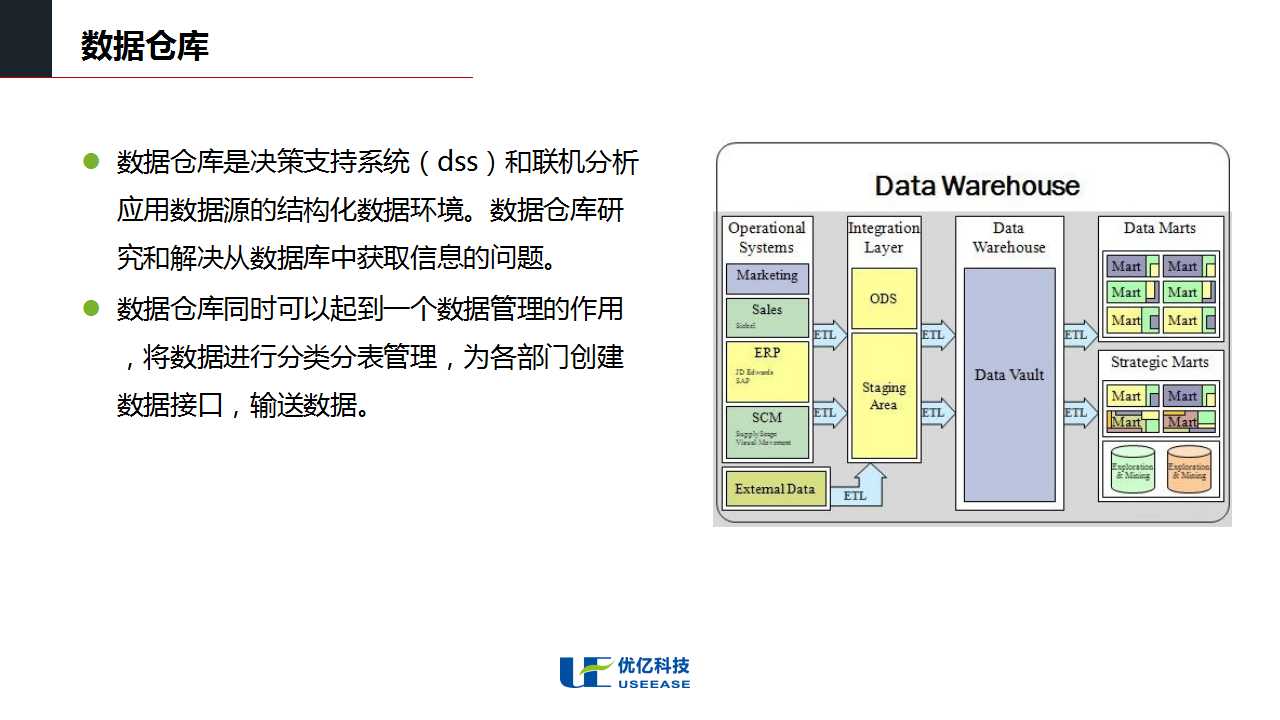 数据仓库
数据仓库是决策支持系统（dss）和联机分析
应用数据源的结构化数据环境。数据仓库研
究和解决从数据库中获取信息的问题。
数据仓库同时可以起到一个数据管理的作用
，将数据进行分类分表管理，为各部门创建
数据接口，输送数据。
Data Warehouse
Operational
Systems
Marketing
Sales
Siebel
ERP
JD Edwards
SAP
SCM
Visual Movement
External Data
ETL
ETL
ETL
Integration
Layer
ODS
Staging
Area
ETL
ETL
Data
Warehouse
Data Vault
ETL
ETL
Data Marts
Mart Mart
Mart Mart
Mart Mart
Strategic Marts
Mart Mart
Mart Mart
Exploration Exploration
& Mining & Mining
优亿科技
USEEASE